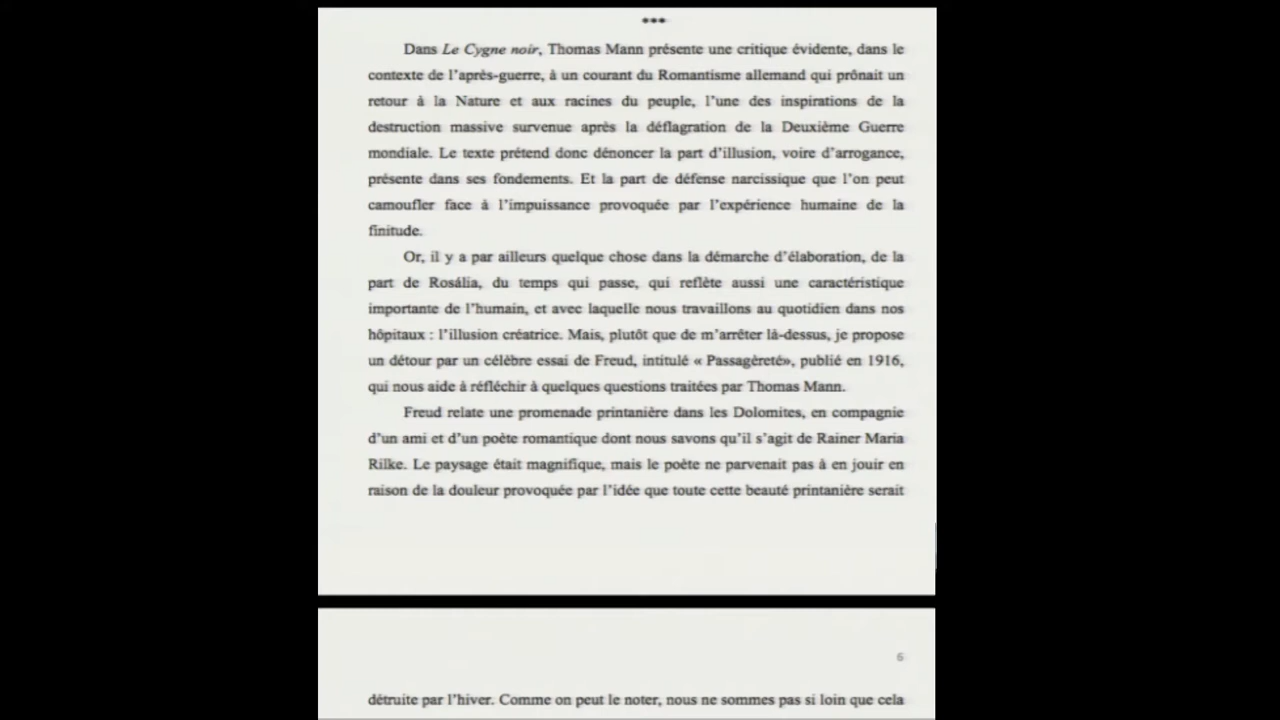 ***
Dans Le Cygne noir, Thomas Mann présente une critique évidente, dans le
contexte de l'après-guerre, à un courant du Romantisme allemand qui prônait un
retour à la Nature et aux racines du peuple, l'une des inspirations de la
destruction massive survenue après la déflagration de la Deuxième Guerre
mondiale. Le texte prétend donc dénoncer la part d'illusion, voire d'arrogance,
présente dans ses fondements. Et la part de défense narcissique que l'on peut
camoufler face à l'impuissance provoquée par l'expérience humaine de la
finitude.
Or, il y a par ailleurs quelque chose dans la démarche d'élaboration, de la
part de Rosália, du temps qui passe, qui reflète aussi une caractéristique
importante de l'humain, et avec laquelle nous travaillons au quotidien dans nos
hôpitaux : l'illusion créatrice. Mais, plutôt que de m'arrêter là-dessus, je propose
un détour par un célèbre essai de Freud, intitulé « Passagèreté», publié en 1916,
qui nous aide à réfléchir à quelques questions traitées par Thomas Mann.
Freud relate une promenade printanière dans les Dolomites, en compagnie
d'un ami et d'un poète romantique dont nous savons qu'il s'agit de Rainer Maria
Rilke. Le paysage était magnifique, mais le poète ne parvenait pas à en jouir en
raison de la douleur provoquée par l'idée que toute cette beauté printanière serait
6
détruite par l'hiver. Comme on peut le noter, nous ne sommes pas si loin que cela